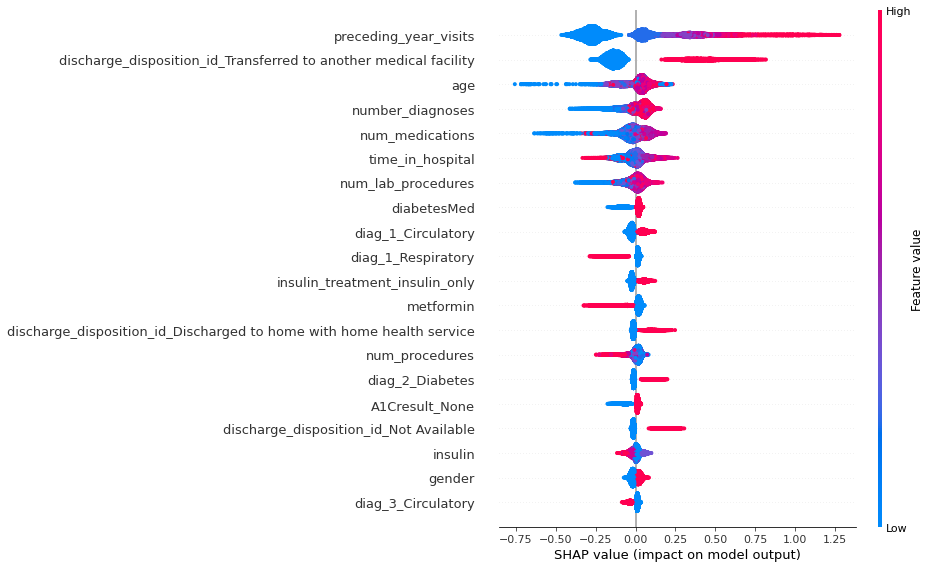 High
preceding_year_visits
discharge_disposition_id_Transferred to another medical facility
age
number_diagnoses
num_medications
time_in_hospital
num_lab_procedures
diabetesMed
diag_1_Circulatory
diag_1_Respiratory
insulin_treatment_insulin_only
metformin
discharge_disposition_id_Discharged to home with home health service
num_procedures
diag_2_Diabetes
A1Cresult_None
discharge_disposition_id_Not Available
insulin
gender
diag_3_Circulatory
Feature value
Low
−0.75 −0.50 −0.25 0.00 0.25 0.50 0.75 1.00 1.25
SHAP value (impact on model output)